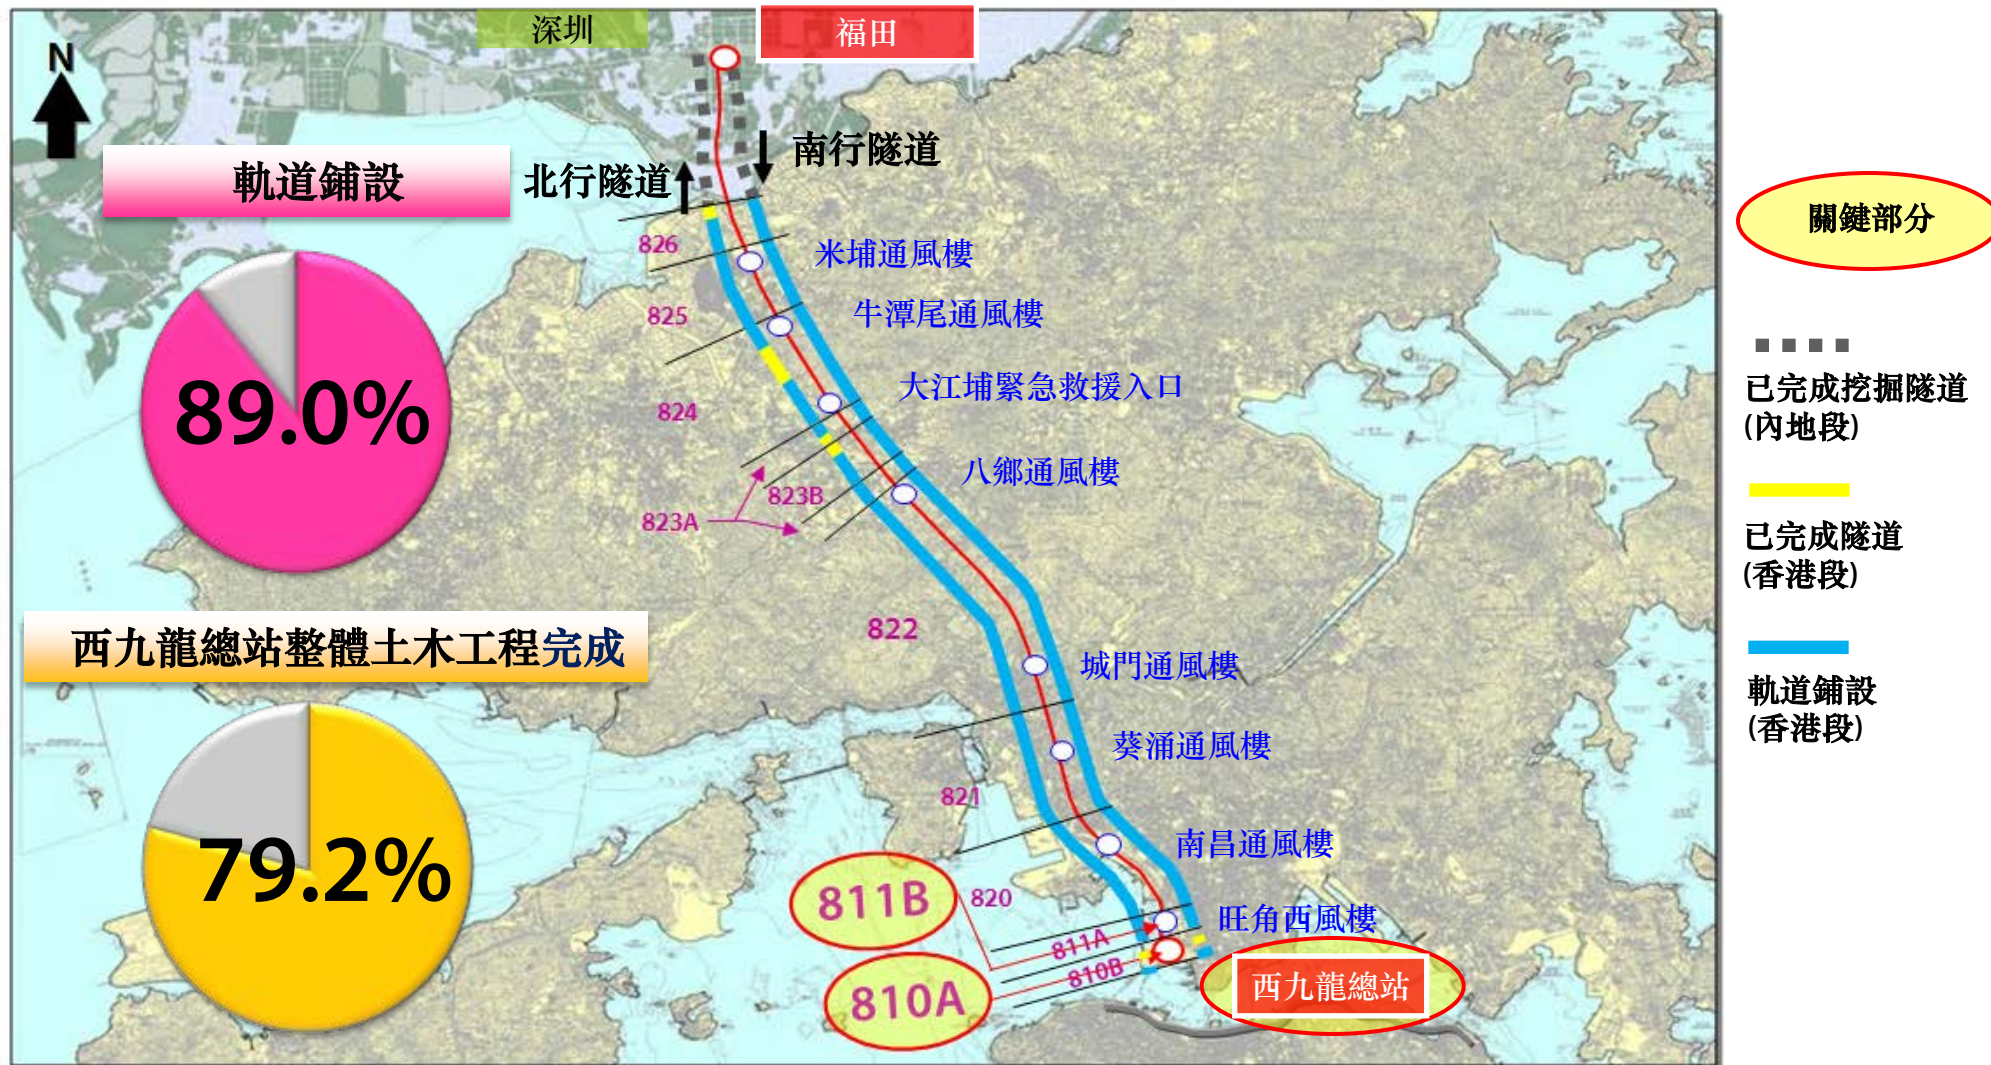 深圳
福田
N
南行隧道
北行隧道
軌道鋪設
89.0%
西九龍總站整體土木工程完成
79.2%
826
825
824
823B
823A
822
821
820
811B
811A
810B
810A
米埔通風樓
牛潭尾通風樓
大江埔緊急救援入口
八鄉通風樓
城門通風樓
葵涌通風樓
南昌通風樓
旺角西風樓
西九龍總站
關鍵部分
已完成挖掘隧道
(內地段)
已完成隧道
(香港段)
軌道鋪設
(香港段)